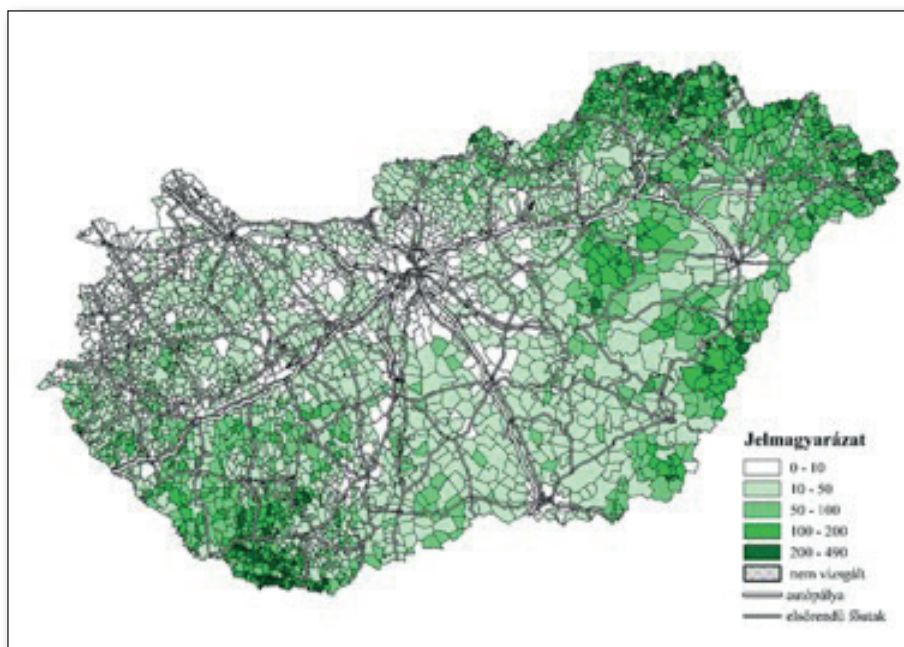 Jelmagyarázat
0 - 10
10 - 50
50 - 100
100 - 200
200 - 490
nem vizsgált
autópálya
elsőrendű főutak